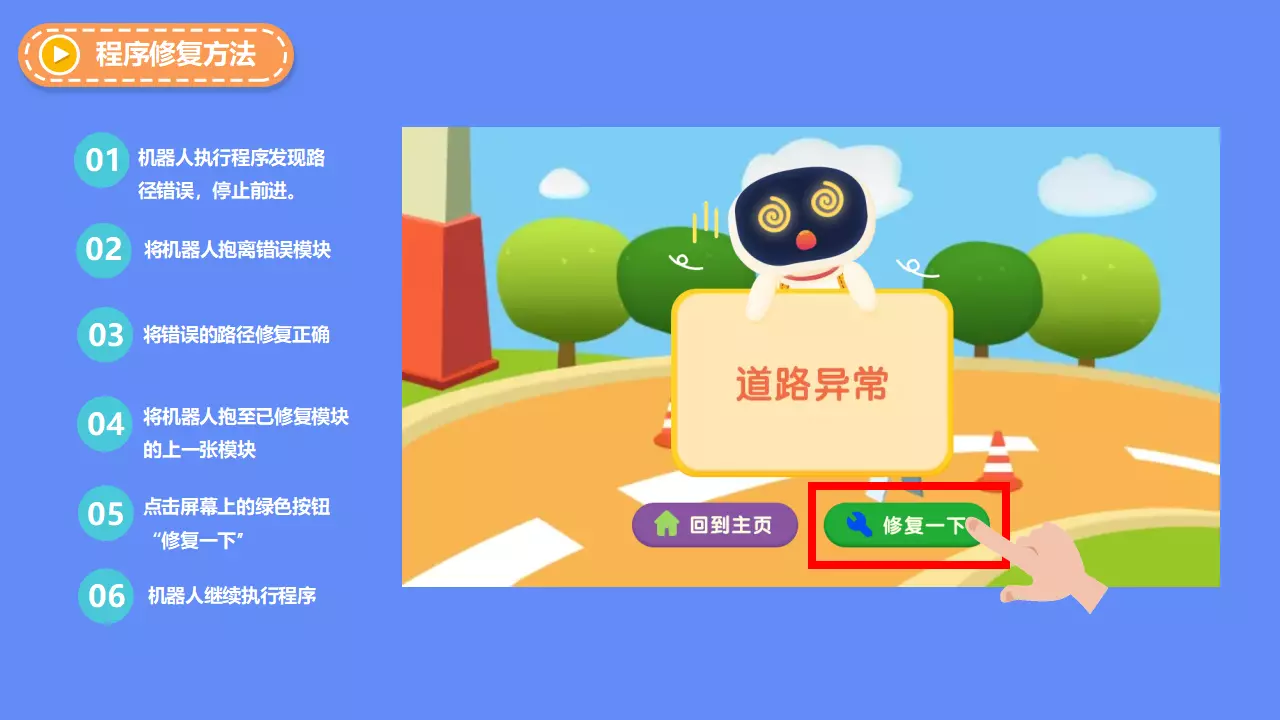 程序修复方法
01
机器人执行程序发现路
径错误，停止前进。
02
将机器人抱离错误模块
03
将错误的路径修复正确
04
将机器人抱至已修复模块
的上一张模块
05
点击屏幕上的绿色按钮
“修复一下”
06
机器人继续执行程序
道路异常
回到主页
修复一下